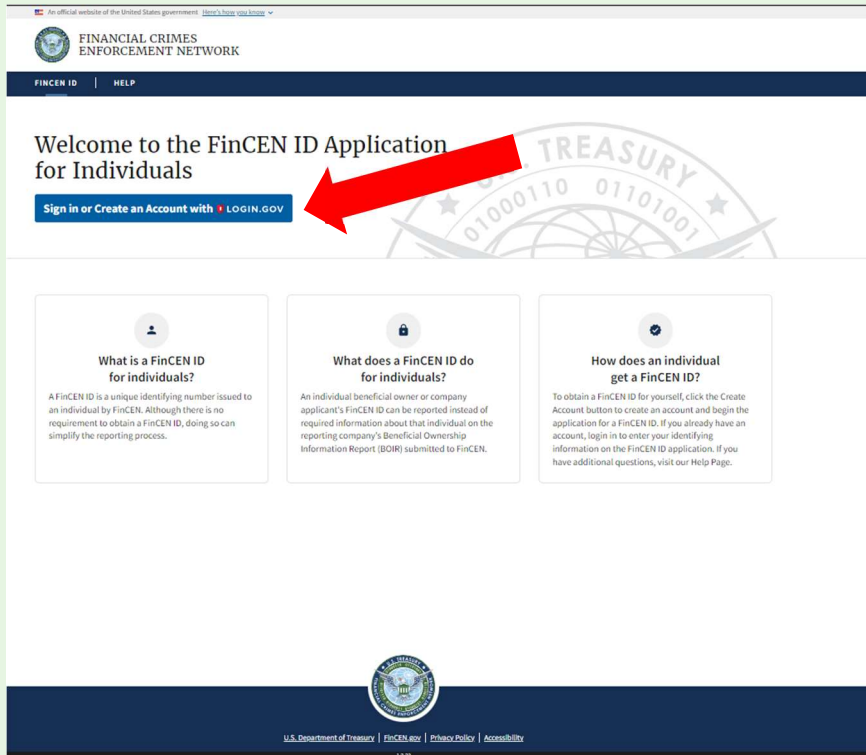 An official website of the United States government Here's how you know
FINANCIAL CRIMES
ENFORCEMENT NETWORK
FINCEN ID | HELP
Welcome to the FinCEN ID Application
for Individuals
Sign in or Create an Account with LOGIN.GOV
TREASURY
01000110 01101001
What is a FinCEN ID
for individuals?
A FinCEN ID is a unique identifying number issued to
an individual by FinCEN. Although there is no
requirement to obtain a FinCEN ID, doing so can
simplify the reporting process.
What does a FinCEN ID do
for individuals?
An individual beneficial owner or company
applicant's FinCEN ID can be reported instead of
required information about that individual on the
reporting company's Beneficial Ownership
Information Report (BOIR) submitted to FinCEN.
How does an individual
get a FinCEN ID?
To obtain a FinCEN ID for yourself, click the Create
Account button to create an account and begin the
application for a FinCEN ID. If you already have an
account, login in to enter your identifying
information on the FinCEN ID application. If you
have additional questions, visit our Help Page.
U.S. Department of Treasury | FinCEN.gov | Privacy Policy | Accessibility